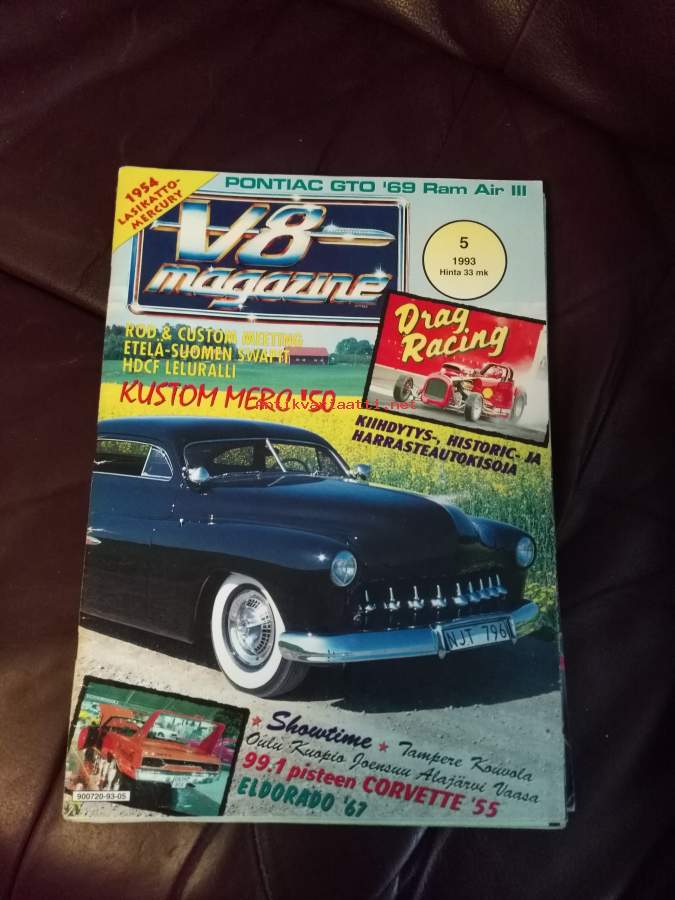 1954
LASIKATTO-
MERCURY
PONTIAC GTO '69 Ram Air III
V8
magazine
5
1993
Hinta 33 mk
ROD & CUSTOM MEETING
ETELÄ-SUOMEN SWAPIT
HDCF LELURALLI
KUSTOM MERC '50
antikvariaatti.net
Drag
Racing
KIIHDYTYS-, HISTORIC- JA
HARRASTEAUTOKISOJA
NJT 796
Showtime
Tampere Kouvola
Oulu Kuopio Joensuu Alajärvi Vaasa
99.1 pisteen CORVETTE '55
ELDORADO '67
900720-93-05